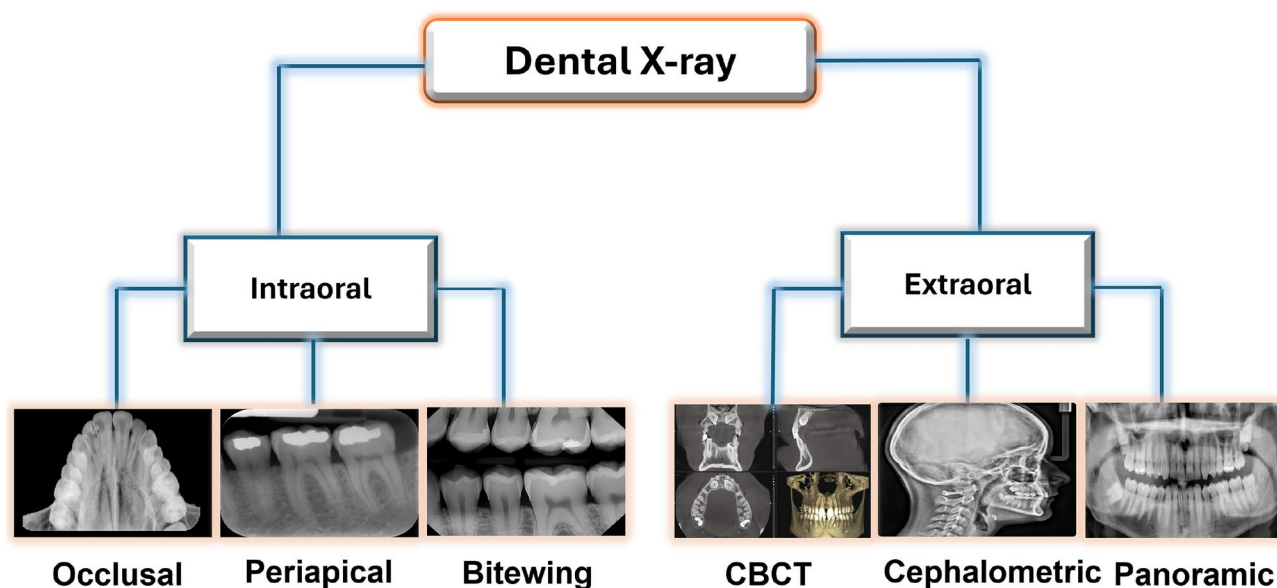 Dental X-ray
Intraoral
Extraoral
Occlusal
Periapical
Bitewing
CBCT
Cephalometric
Panoramic